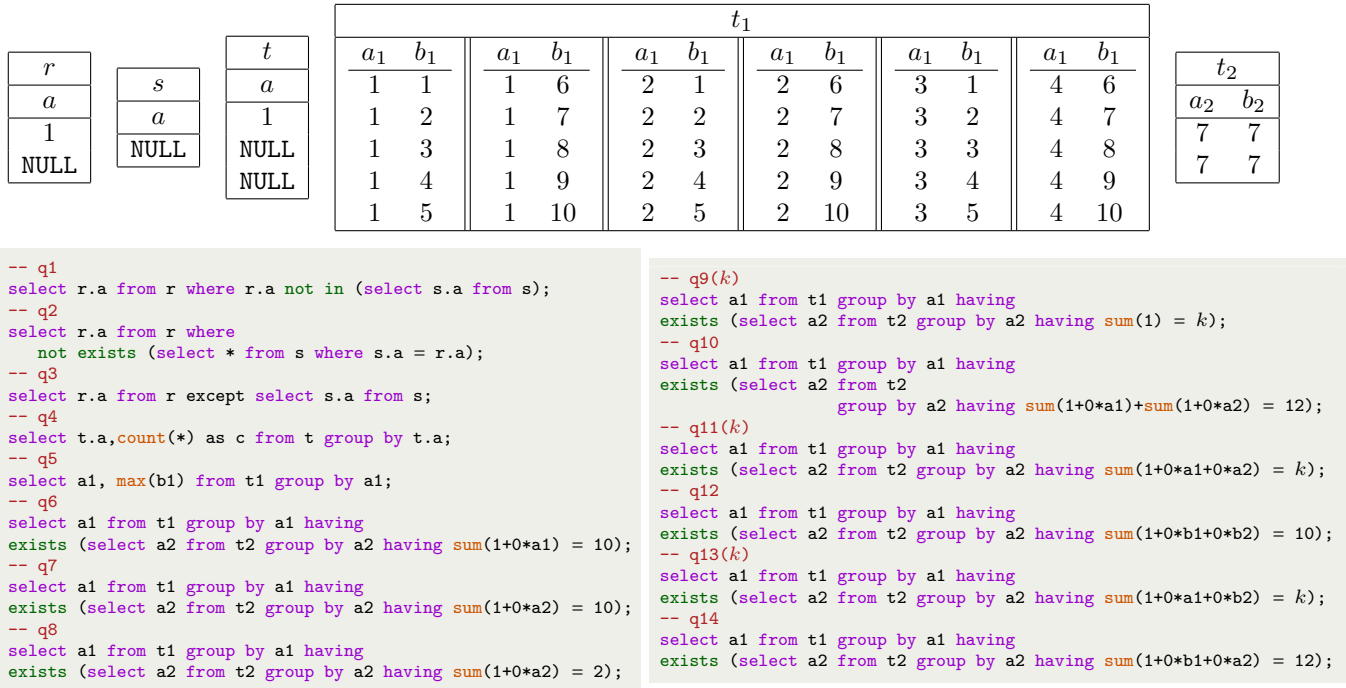 r
a
1
NULL
s
a
NULL
t
a
1
NULL
NULL
t1
a1 b1 a1 b1 a1 b1 a1 b1 a1 b1 a1 b1
1 1 1 6 2 1 2 6 3 1 4 6
1 2 1 7 2 2 2 7 3 2 4 7
1 3 1 8 2 3 2 8 3 3 4 8
1 4 1 9 2 4 2 9 3 4 4 9
1 5 1 10 2 5 2 10 3 5 4 10
t2
a2 b2
7 7
7 7
-- q1
select r.a from r where r.a not in (select s.a from s);
-- q2
select r.a from r where
not exists (select * from s where s.a = r.a);
-- q3
select r.a from r except select s.a from s;
-- q4
select t.a,count(*) as c from t group by t.a;
-- q5
select a1, max(b1) from t1 group by a1;
-- q6
select a1 from t1 group by a1 having
exists (select a2 from t2 group by a2 having sum(1+0*a1) = 10);
-- q7
select a1 from t1 group by a1 having
exists (select a2 from t2 group by a2 having sum(1+0*a2) = 10);
-- q8
select a1 from t1 group by a1 having
exists (select a2 from t2 group by a2 having sum(1+0*a2) = 2);
-- q9(k)
select a1 from t1 group by a1 having
exists (select a2 from t2 group by a2 having sum(1) = k);
-- q10
select a1 from t1 group by a1 having
exists (select a2 from t2
group by a2 having sum(1+0*a1)+sum(1+0*a2) = 12);
-- q11(k)
select a1 from t1 group by a1 having
exists (select a2 from t2 group by a2 having sum(1+0*a1+0*a2) = k);
-- q12
select a1 from t1 group by a1 having
exists (select a2 from t2 group by a2 having sum(1+0*b1+0*b2) = 10);
-- q13(k)
select a1 from t1 group by a1 having
exists (select a2 from t2 group by a2 having sum(1+0*a1+0*b2) = k);
-- q14
select a1 from t1 group by a1 having
exists (select a2 from t2 group by a2 having sum(1+0*b1+0*a2) = 12);